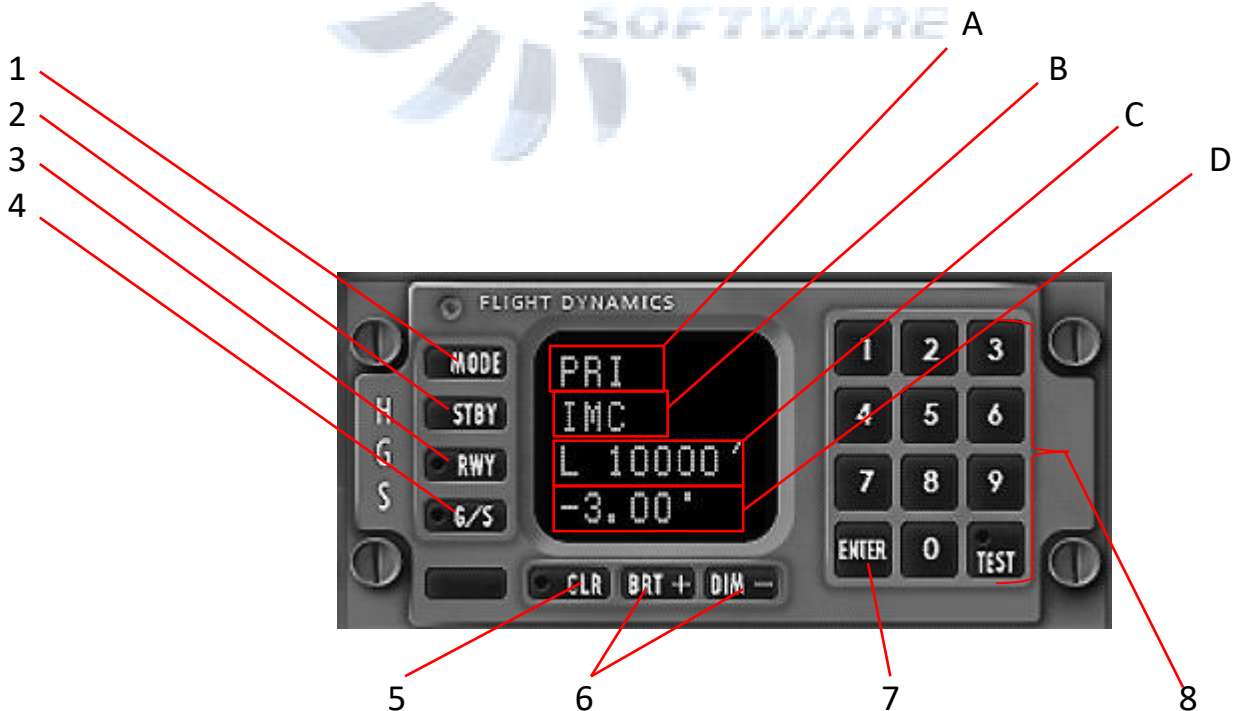 SOFTWARE
A
1
B
2
C
3
D
4
FLIGHT DYNAMICS
HGS
MODE
STBY
RWY
G/S
PRI
IMC
L 10000'
-3.00°
1 2 3
4 5 6
7 8 9
ENTER 0 TEST
CLR BRT + DIM −
5 6 7 8